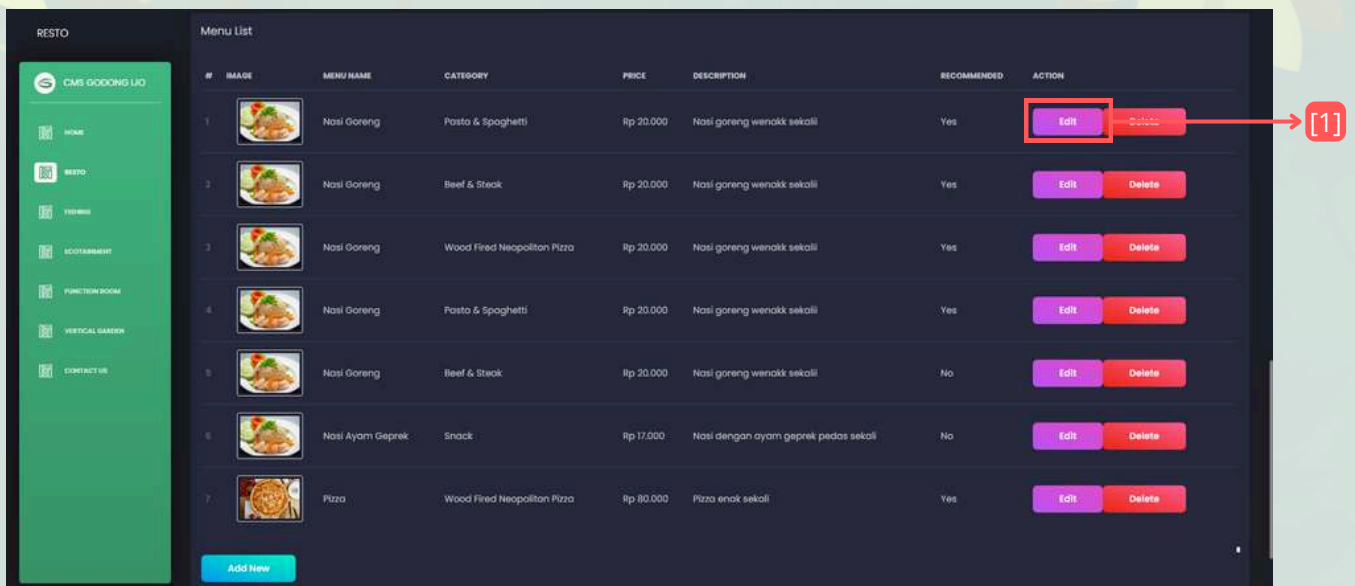 RESTO
Menu List
CMS GODONG IJO
# IMAGE MENU NAME CATEGORY PRICE DESCRIPTION RECOMMENDED ACTION
HOME
RESTO
FISHING
ECOTAINMENT
FUNCTION ROOM
VERTICAL GARDEN
CONTACT US
1 Nasi Goreng Pasta & Spaghetti Rp 20.000 Nasi goreng wenakk sekalii Yes Edit Delete
[1]
2 Nasi Goreng Beef & Steak Rp 20.000 Nasi goreng wenakk sekalii Yes Edit Delete
3 Nasi Goreng Wood Fired Neopolitan Pizza Rp 20.000 Nasi goreng wenakk sekalii Yes Edit Delete
4 Nasi Goreng Pasta & Spaghetti Rp 20.000 Nasi goreng wenakk sekalii Yes Edit Delete
5 Nasi Goreng Beef & Steak Rp 20.000 Nasi goreng wenakk sekalii No Edit Delete
6 Nasi Ayam Geprek Snack Rp 17.000 Nasi dengan ayam geprek pedas sekali No Edit Delete
7 Pizza Wood Fired Neopolitan Pizza Rp 80.000 Pizza enak sekali Yes Edit Delete
Add New